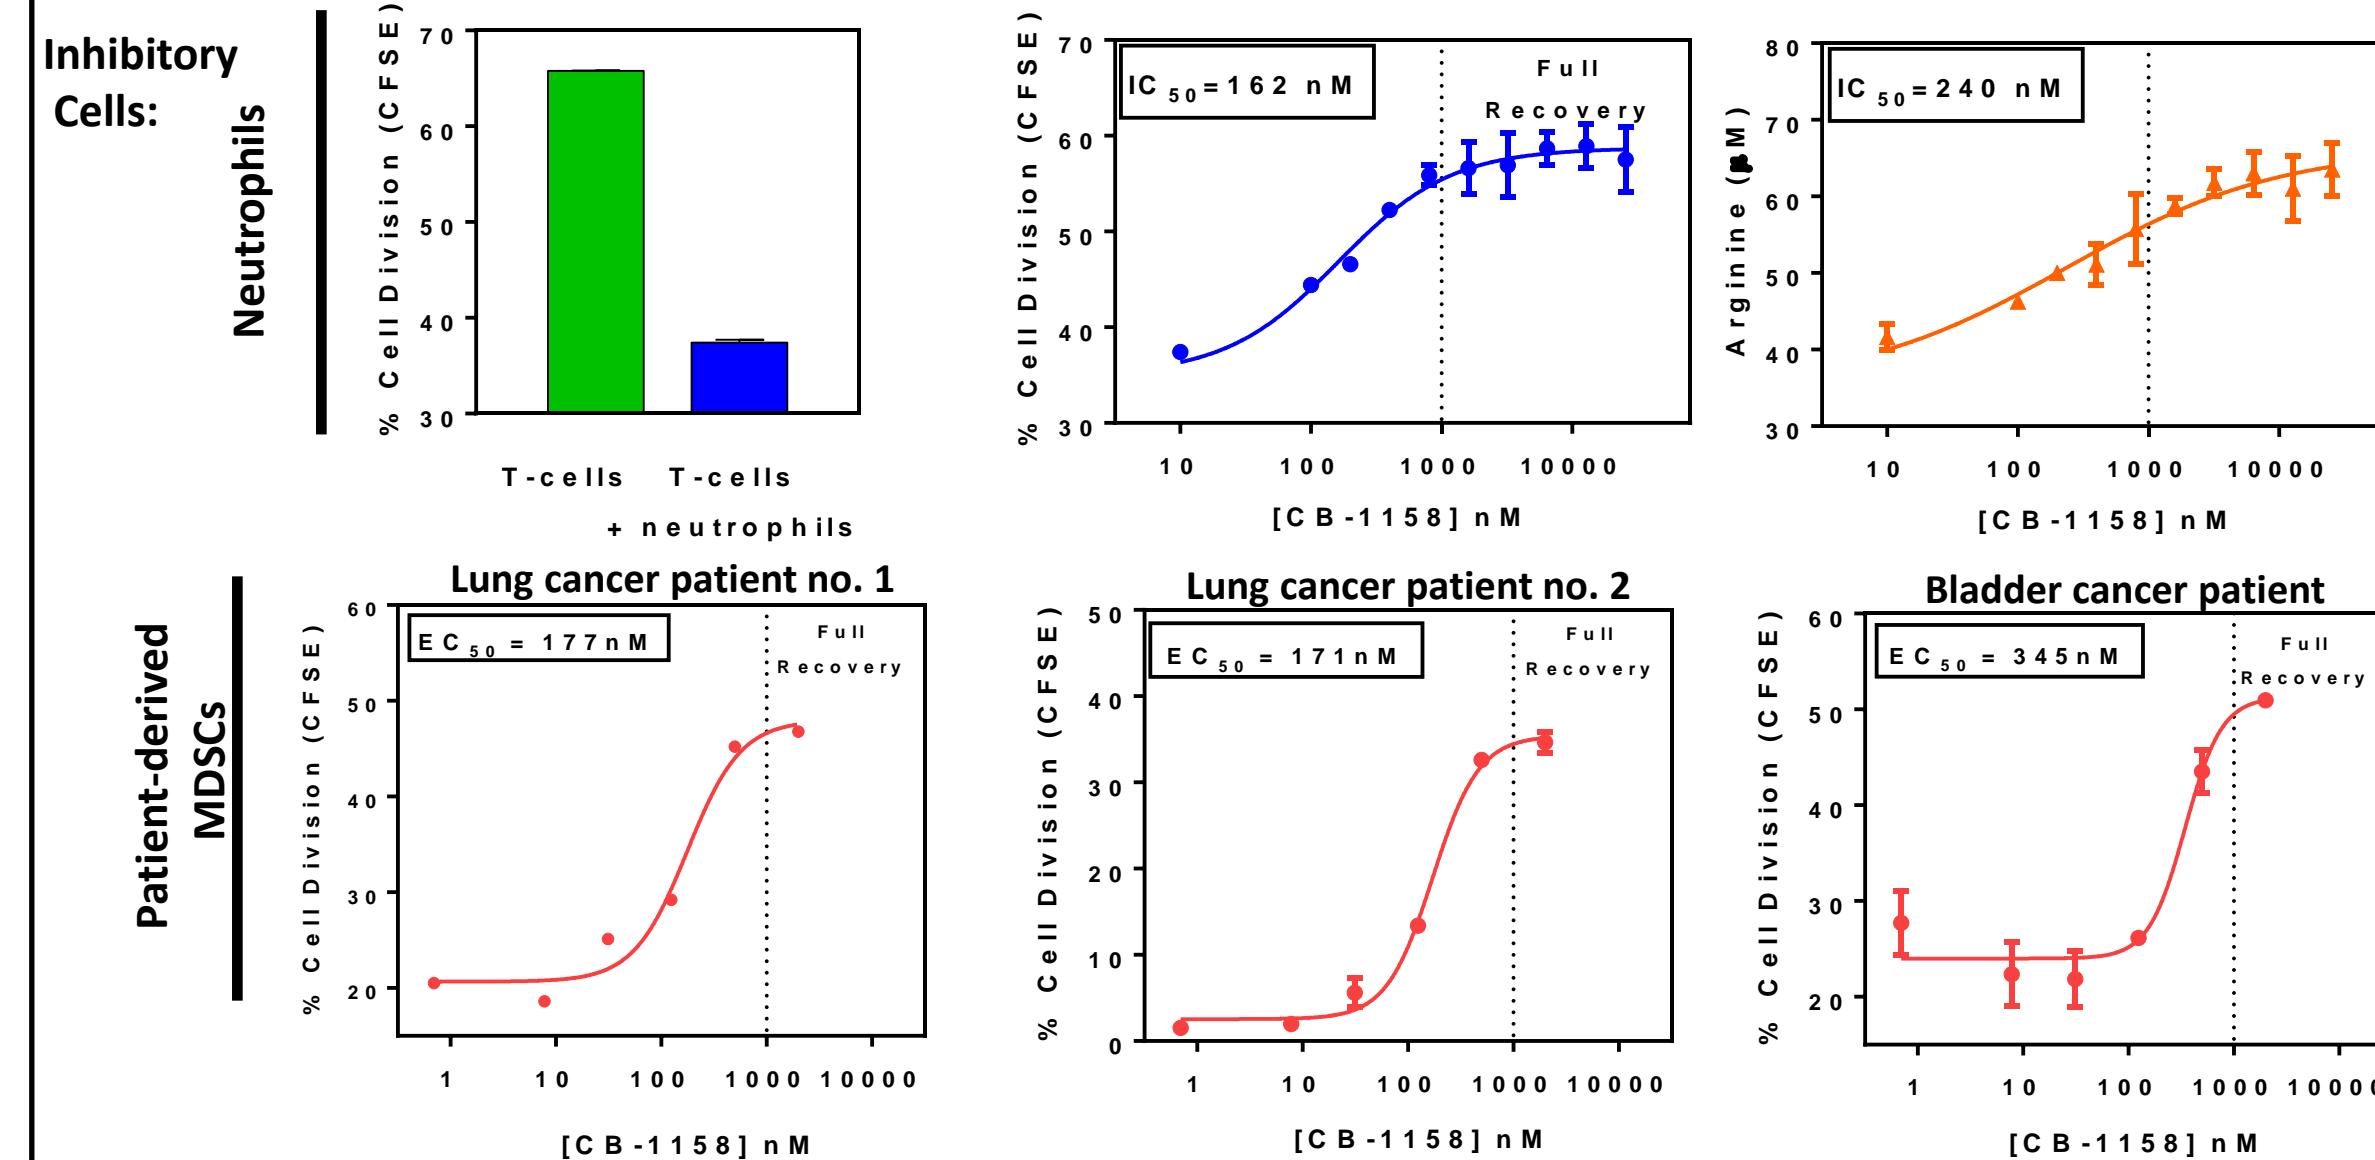 Inhibitory
Cells:
Neutrophils
% Cell Division (CFSE)
70
60
50
40
30
T-cells
T-cells
+ neutrophils
% Cell Division (CFSE)
70
60
50
40
30
IC50=162 nM
Full
Recovery
10 100 1000 10000
[CB-1158] nM
Arginine (µM)
80
70
60
50
40
30
IC50=240 nM
10 100 1000 10000
[CB-1158] nM
Patient-derived
MDSCs
Lung cancer patient no. 1
% Cell Division (CFSE)
60
50
40
30
20
EC50 = 177nM
Full
Recovery
1 10 100 1000 10000
[CB-1158] nM
Lung cancer patient no. 2
% Cell Division (CFSE)
50
40
30
20
10
0
EC50 = 171nM
Full
Recovery
1 10 100 1000 10000
[CB-1158] nM
Bladder cancer patient
% Cell Division (CFSE)
60
50
40
30
20
EC50 = 345nM
Full
Recovery
1 10 100 1000 10000
[CB-1158] nM